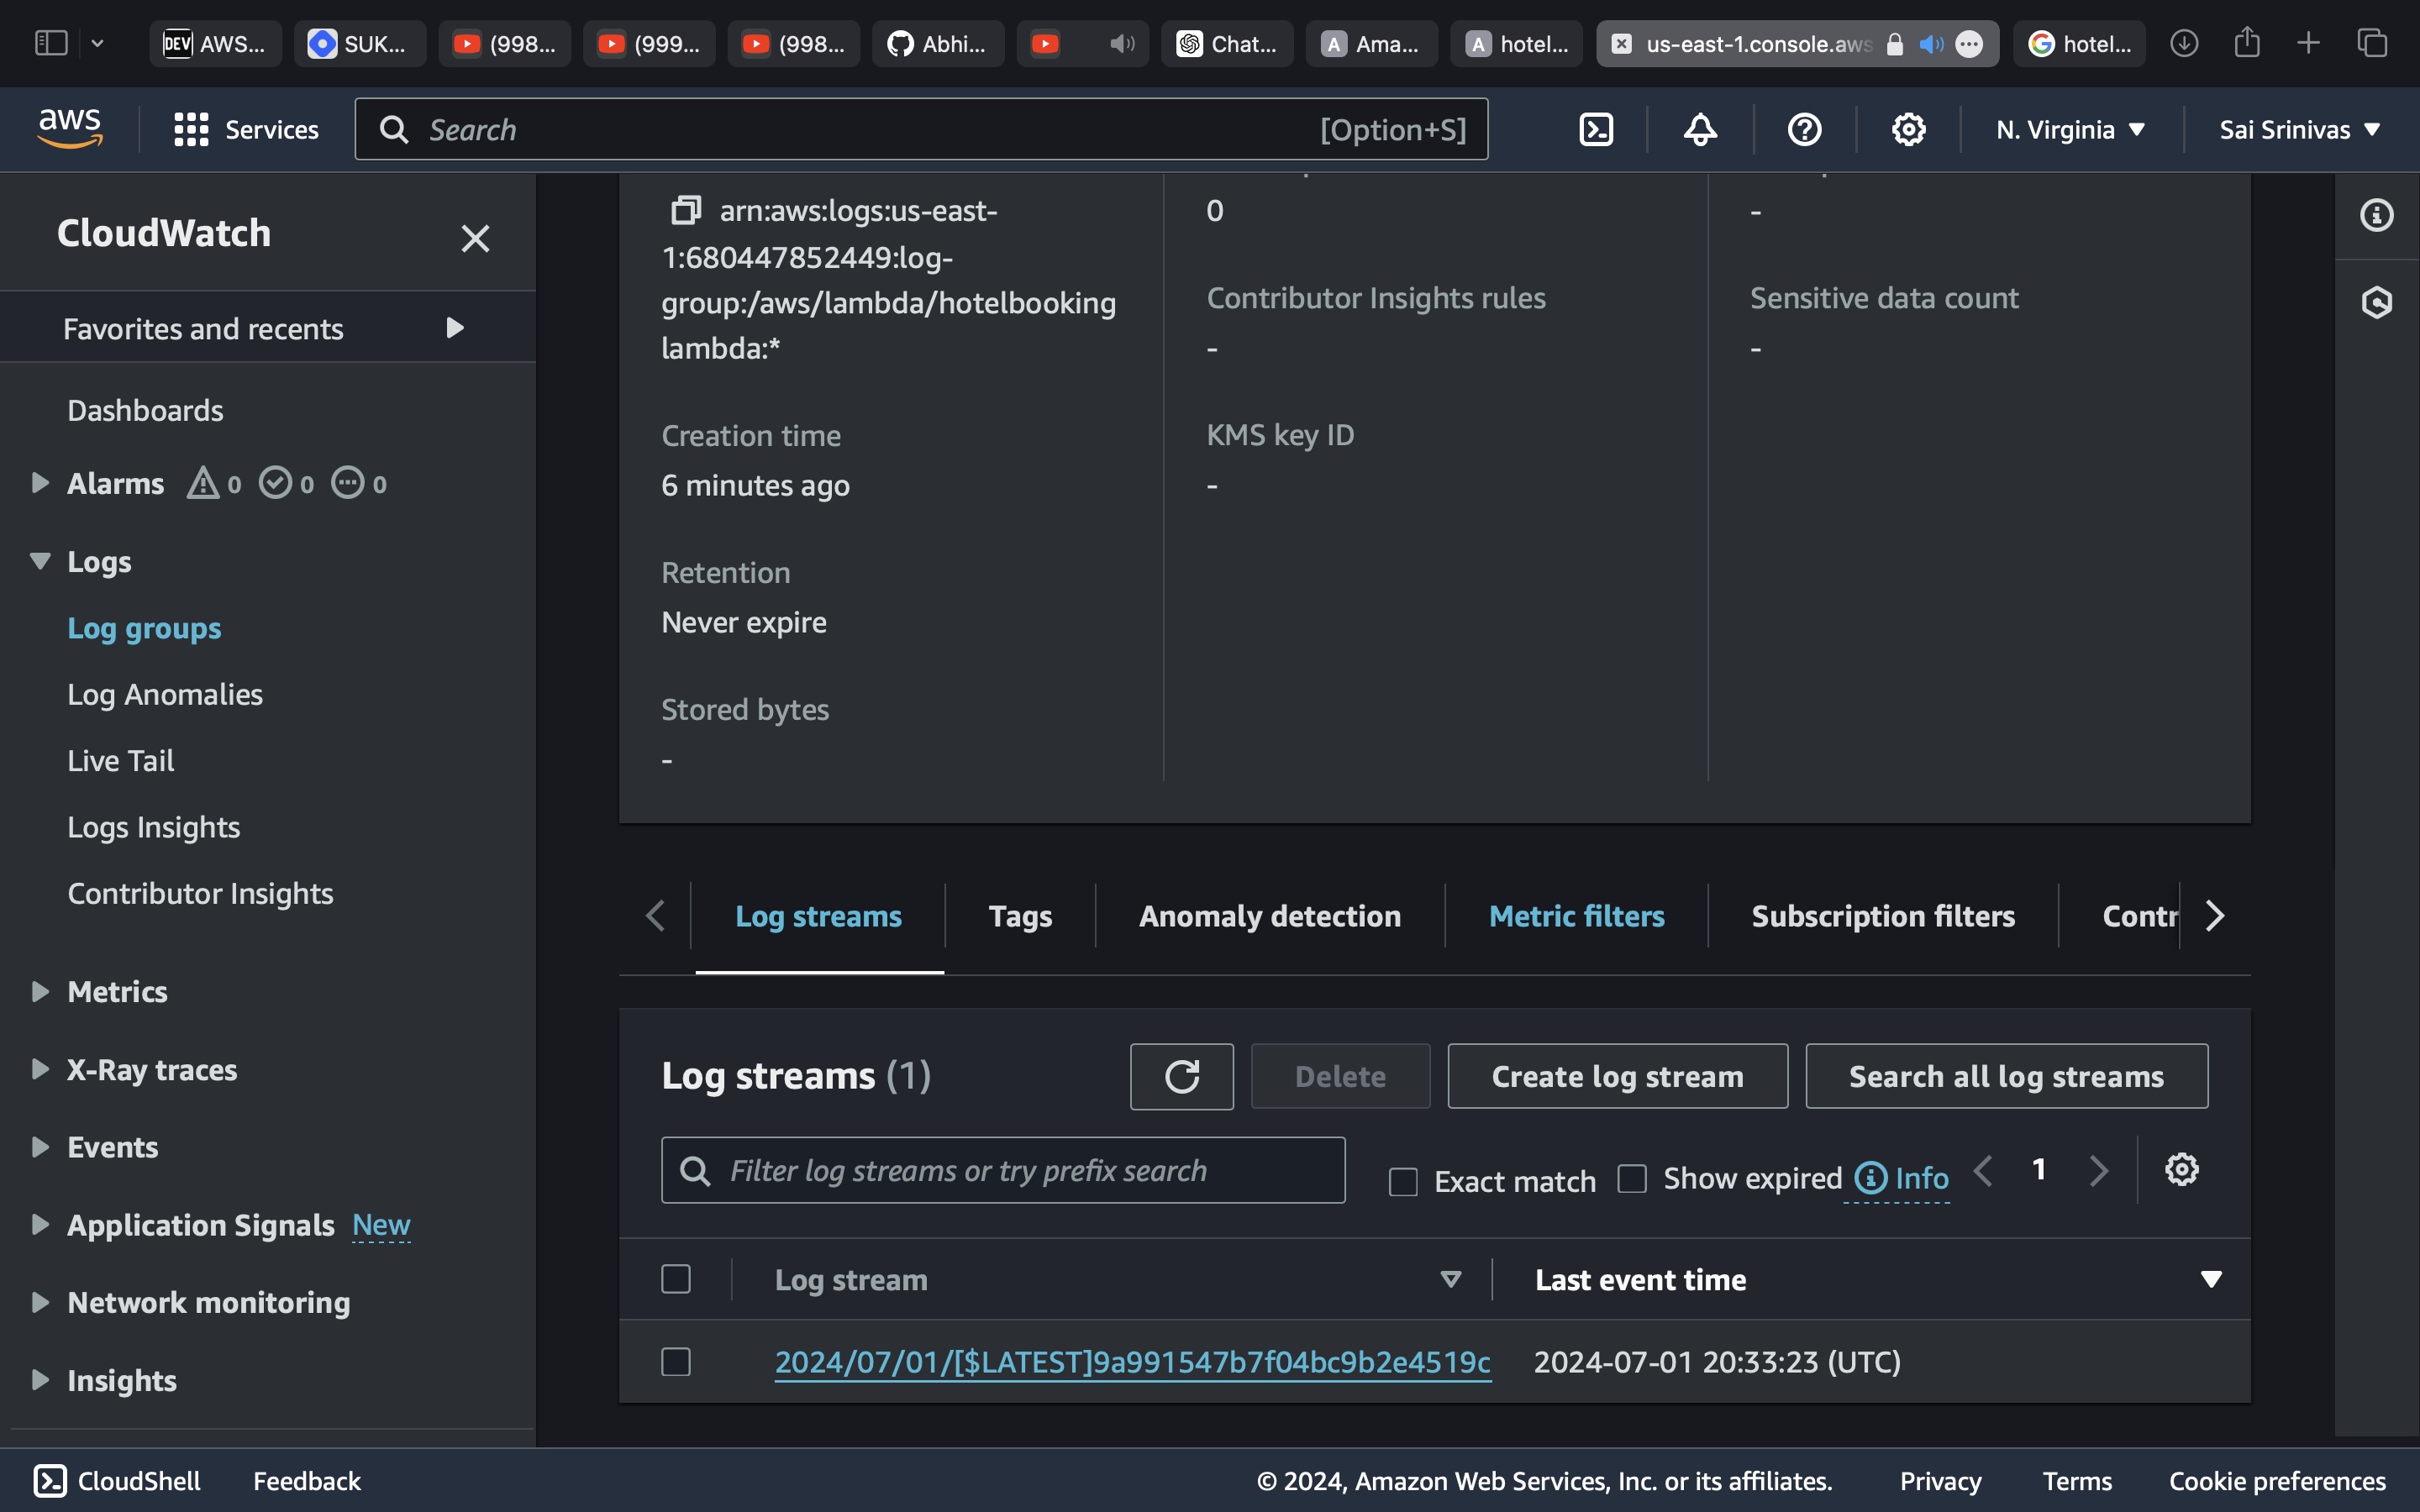 DEV AWS...
SUK...
(998...
(999...
(998...
Abhi...
Chat...
A Ama...
A hotel...
us-east-1.console.aws
hotel...
aws
Services
Search
[Option+S]
N. Virginia
Sai Srinivas
CloudWatch
Favorites and recents
Dashboards
Alarms 0 0 0
Logs
Log groups
Log Anomalies
Live Tail
Logs Insights
Contributor Insights
Metrics
X-Ray traces
Events
Application Signals New
Network monitoring
Insights
arn:aws:logs:us-east-
1:680447852449:log-
group:/aws/lambda/hotelbooking
lambda:*
Creation time
6 minutes ago
Retention
Never expire
Stored bytes
-
0
Contributor Insights rules
-
KMS key ID
-
-
Sensitive data count
-
Log streams
Tags
Anomaly detection
Metric filters
Subscription filters
Contr
Log streams (1)
Delete
Create log stream
Search all log streams
Filter log streams or try prefix search
Exact match
Show expired
Info
1
Log stream
Last event time
2024/07/01/[$LATEST]9a991547b7f04bc9b2e4519c
2024-07-01 20:33:23 (UTC)
CloudShell
Feedback
© 2024, Amazon Web Services, Inc. or its affiliates.
Privacy
Terms
Cookie preferences